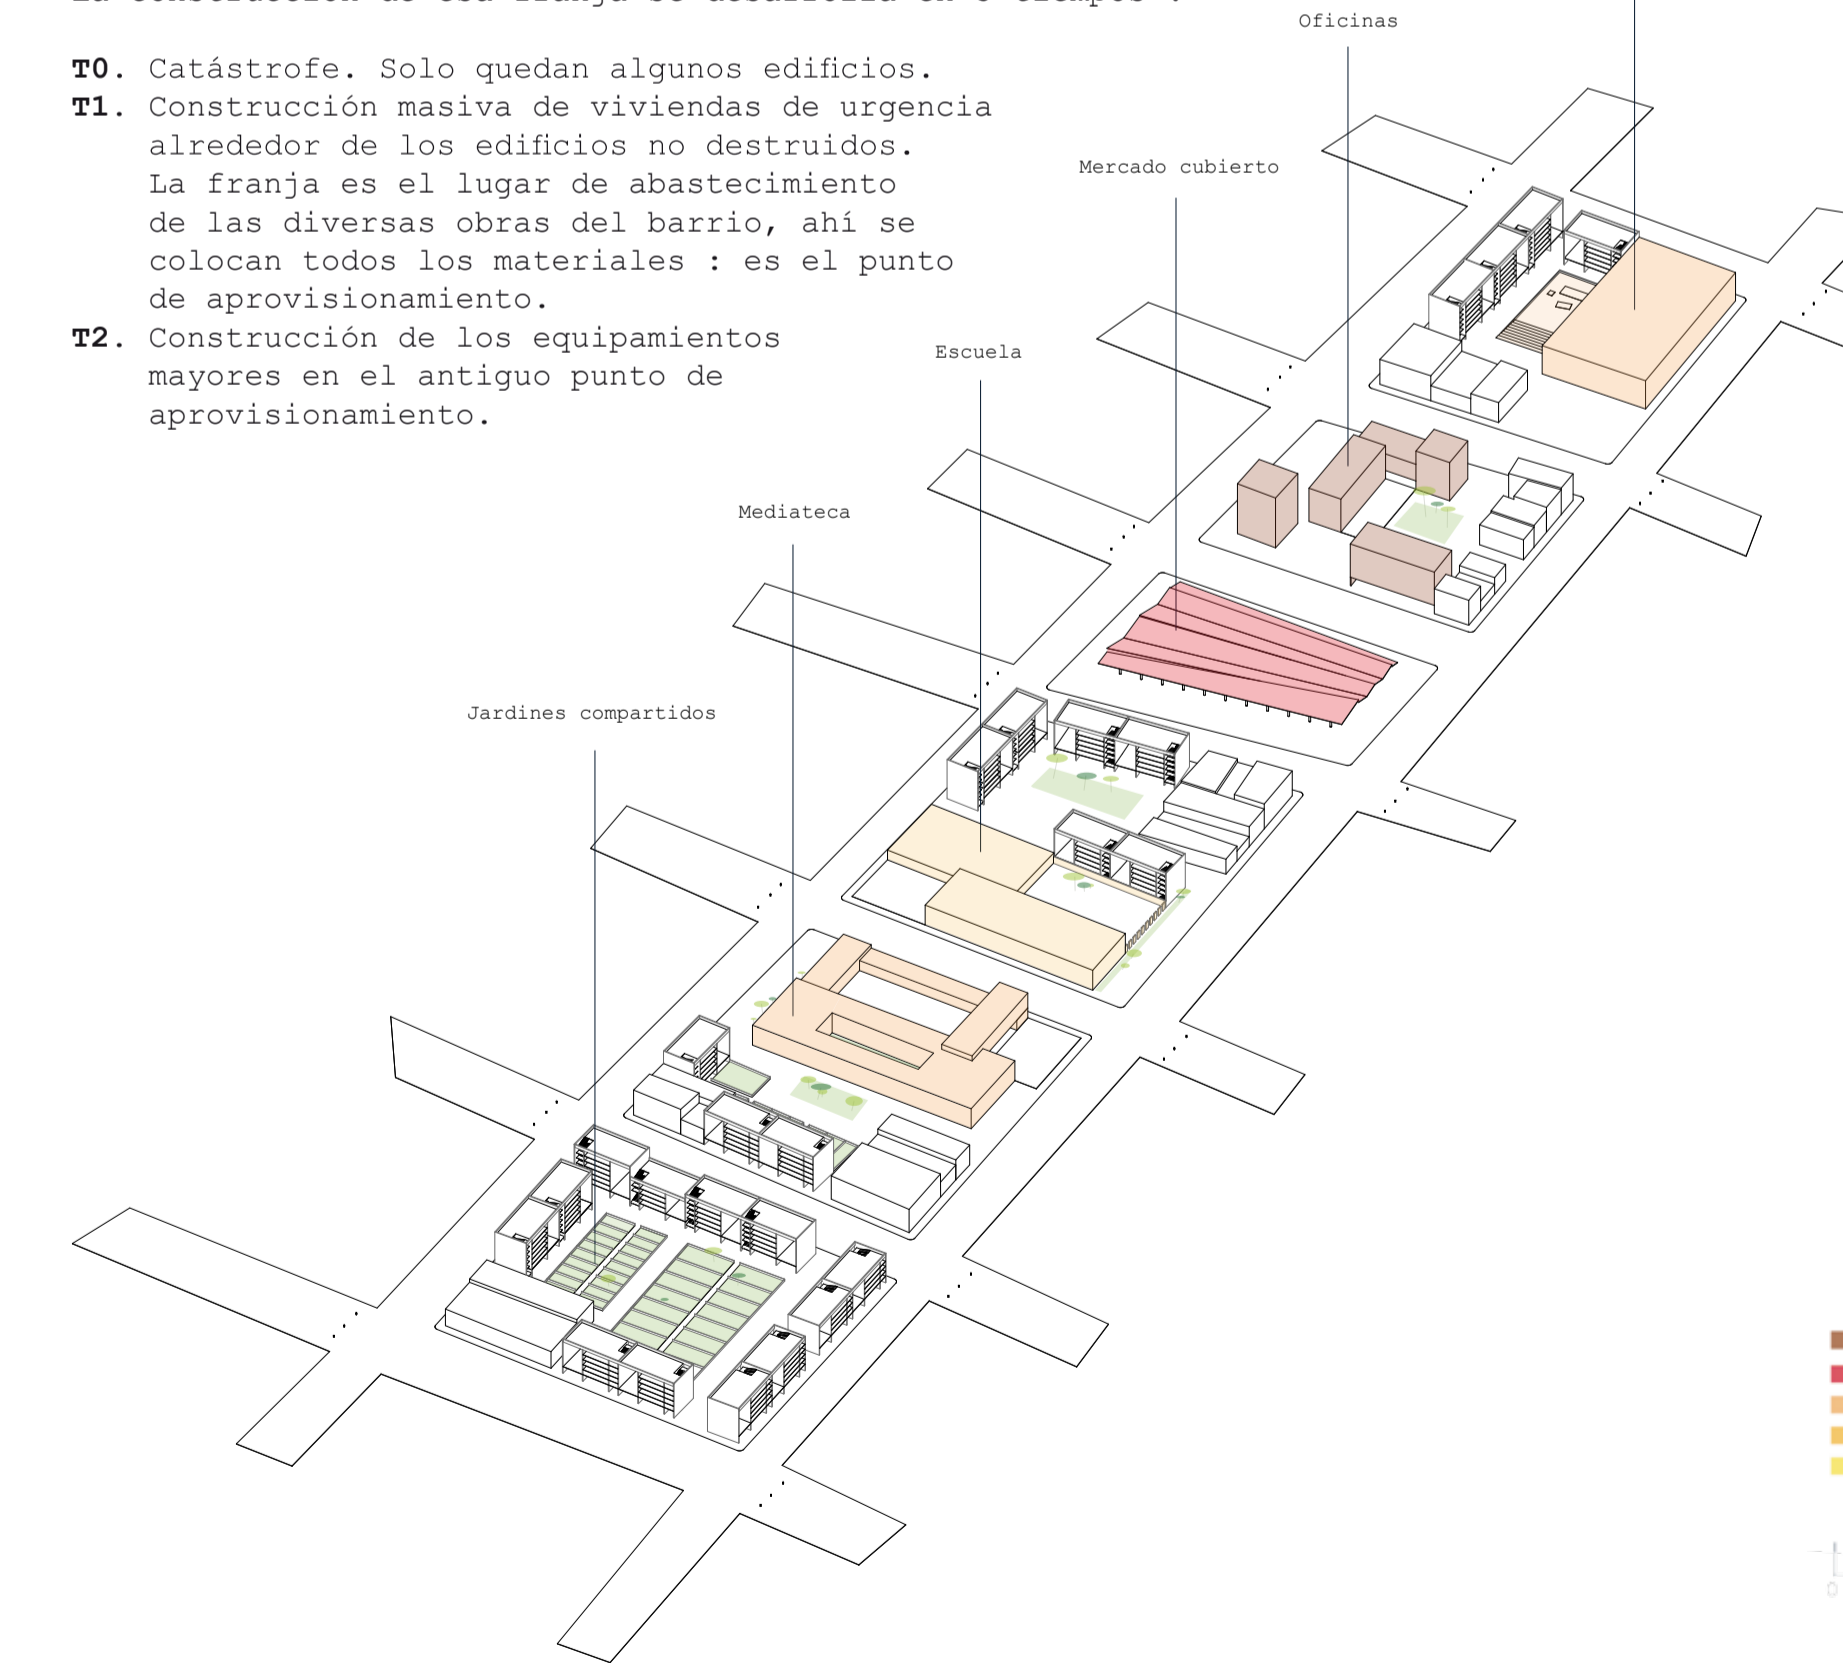 T0. Catástrofe. Solo quedan algunos edificios.
T1. Construcción masiva de viviendas de urgencia
alrededor de los edificios no destruidos.
La franja es el lugar de abastecimiento
de las diversas obras del barrio, ahí se
colocan todos los materiales : es el punto
de aprovisionamiento.
T2. Construcción de los equipamientos
mayores en el antiguo punto de
aprovisionamiento.
Oficinas
Mercado cubierto
Escuela
Mediateca
Jardines compartidos